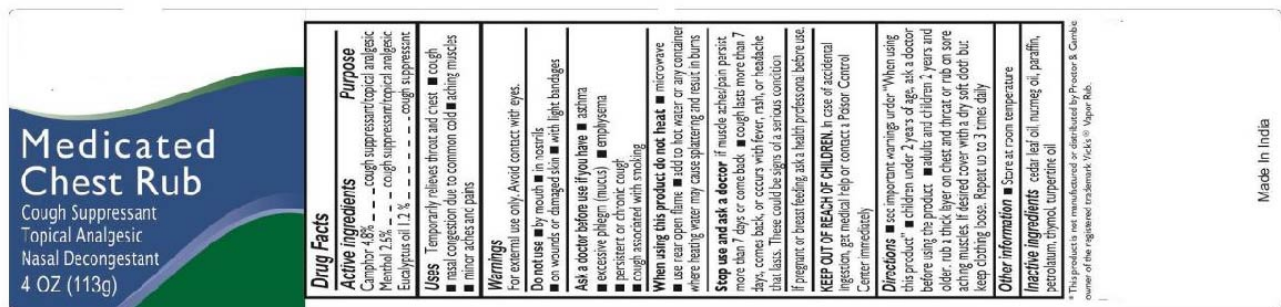 Medicated
Chest Rub
Cough Suppressant
Topical Analgesic
Nasal Decongestant
4 OZ (113g)
Drug Facts
Active ingredients Purpose
Camphor 4.8% – – – cough suppressant/topical analgesic
Menthol 2.6% – – – – cough suppressant/topical analgesic
Eucalyptus oil 1.2 % – – – – – – – – cough suppressant
Uses Temporarily relieves throat and chest ■ cough
■ nasal congestion due to common cold ■ aching muscles
■ minor aches and pains
Warnings
For external use only. Avoid contact with eyes.
Do not use ■ by mouth ■ in nostrils
■ on wounds or damaged skin ■ with light bandages
Ask a doctor before use if you have ■ asthma
■ excessive phlegm (mucus) ■ emphysema
■ persistent or chronic cough
■ cough associated with smoking
When using this product do not heat ■ microwave
■ use near open flame ■ add to hot water or any container
where heating water may cause splattering and result in burns
Stop use and ask a doctor if muscle aches/pain persist
more than 7 days or come back ■ cough lasts more than 7
days, comes back, or occurs with fever, rash, or headache
that lasts. These could be signs of a serious condition
If pregnant or breast feeding, ask a health professional before use.
KEEP OUT OF REACH OF CHILDREN. In case of accidental
ingestion, get medical help or contact a Poison Control
Center immediately
Directions ■ see important warnings under "When using
this product" ■ children under 2 years of age, ask a doctor
before using the product ■ adults and children 2 years and
older. rub a thick layer on chest and throat or rub on sore
aching muscles. If desired cover with a dry soft cloth but
keep clothing loose. Repeat up to 3 times daily
Other information ■ Store at room temperature
Inactive ingredients cedar leaf oil, nutmeg oil, paraffin,
petrolatum, thymol, turpertine oil
*This product is not manufactured or distributed by Proctor & Gamble
owner of the registered trademark Vicks ® Vapor Rub.
Made In India